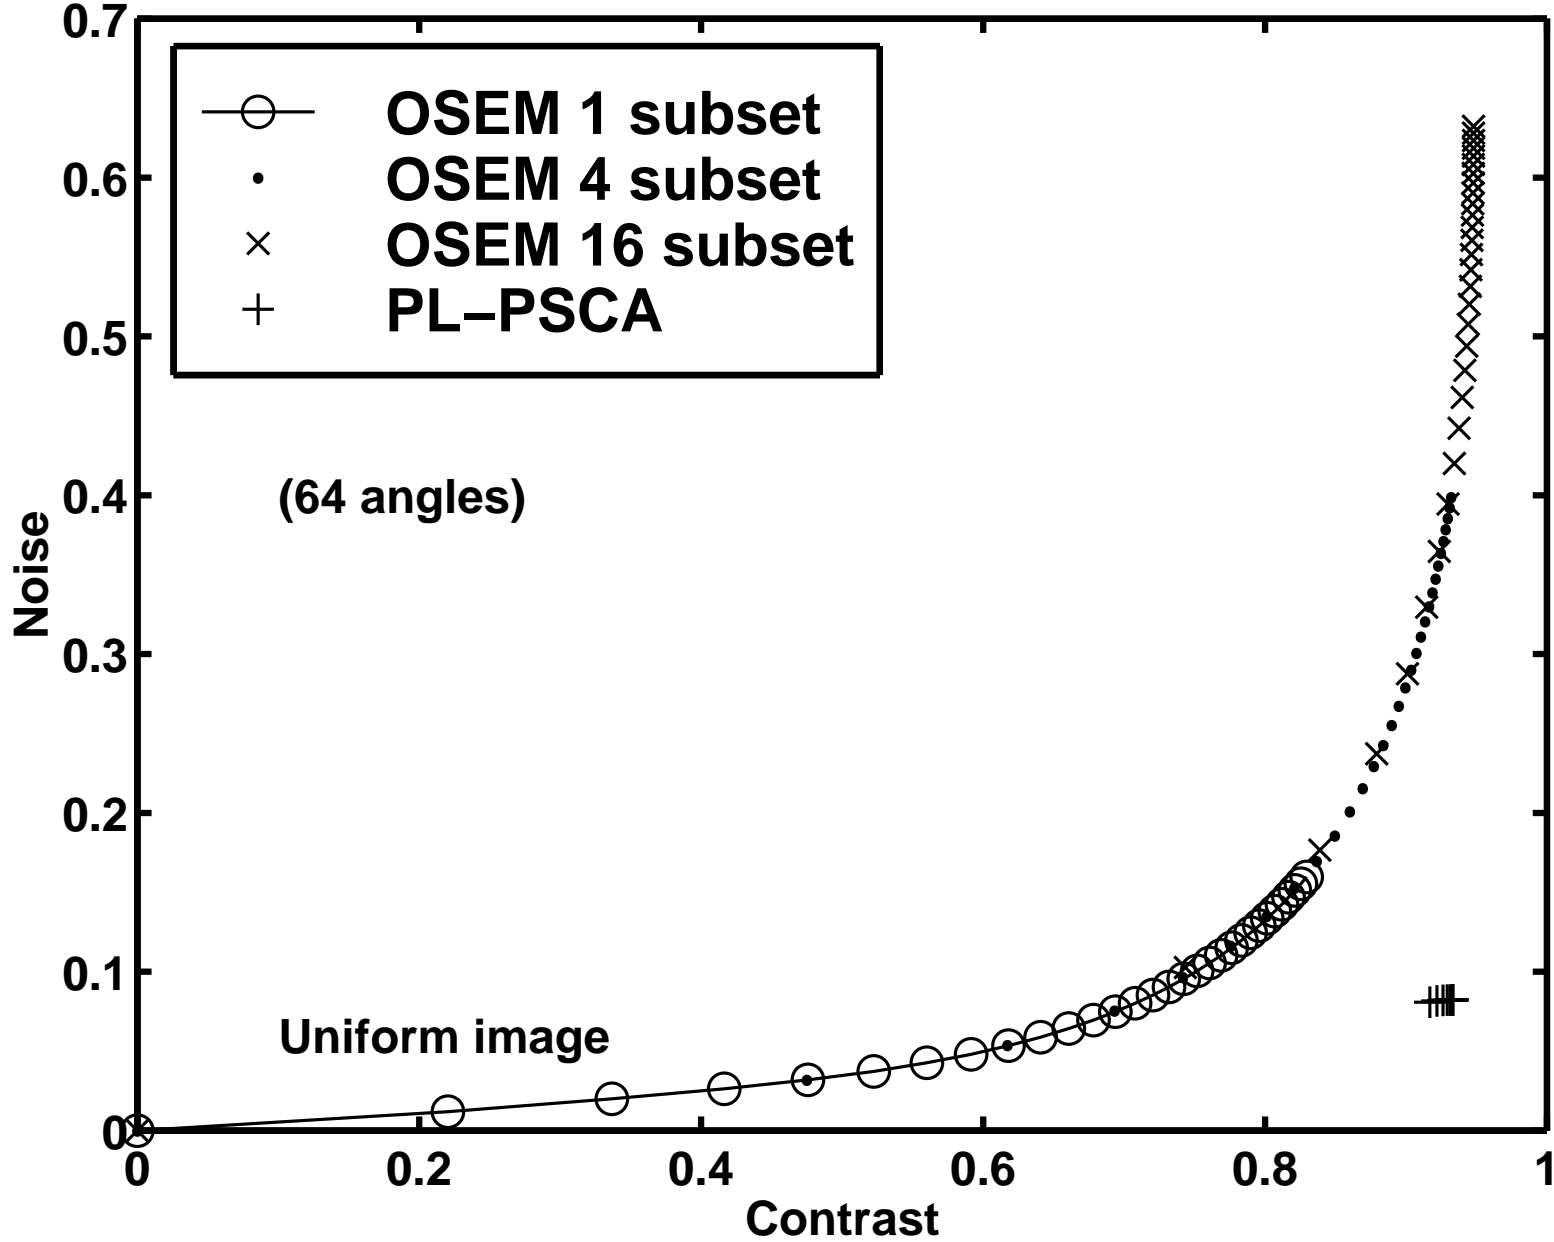 0.7
0.6
0.5
0.4
0.3
0.2
0.1
0
Noise
OSEM 1 subset
OSEM 4 subset
OSEM 16 subset
PL–PSCA
(64 angles)
Uniform image
0 0.2 0.4 0.6 0.8 1
Contrast